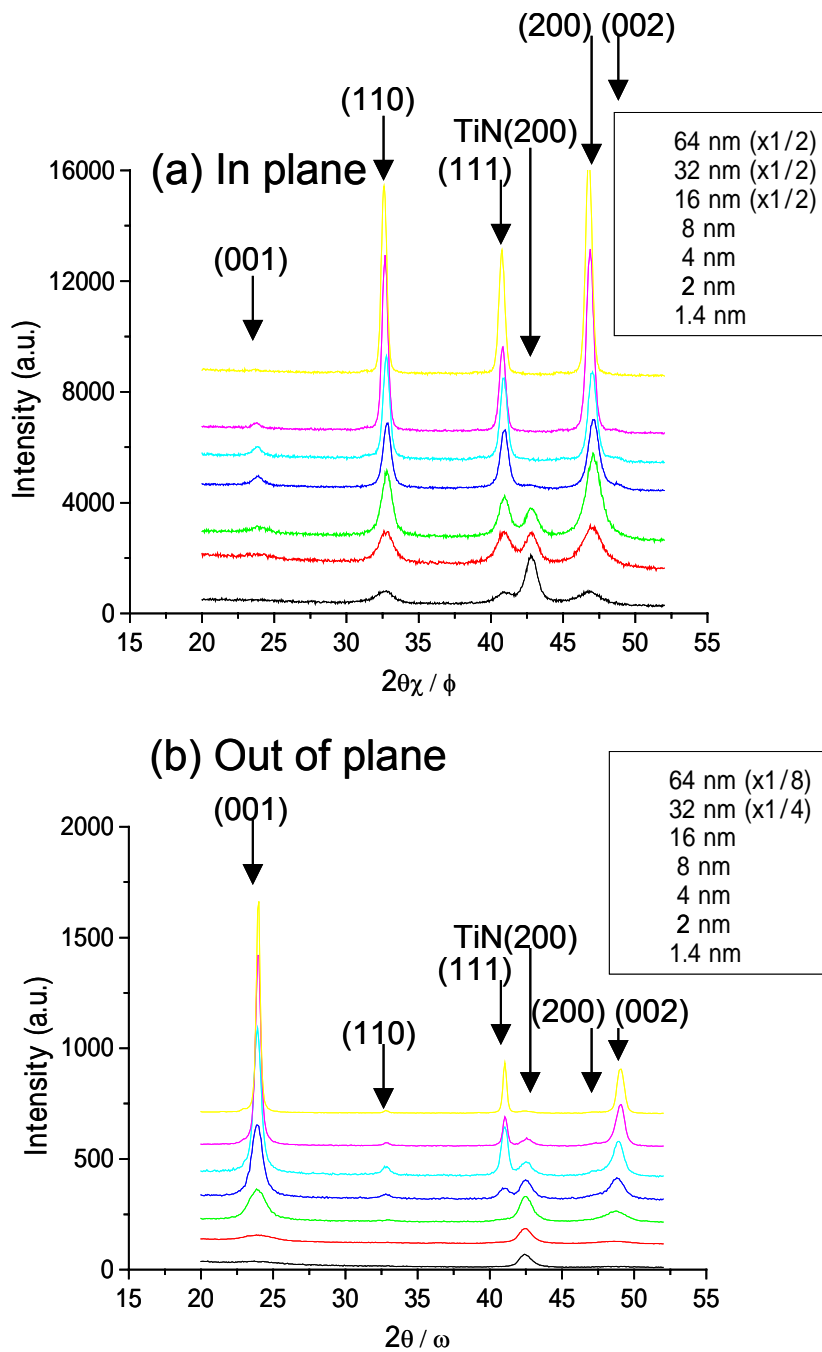 (200) (002)
(110)
TiN(200)
(a) In plane
(111)
(001)
64 nm (x1/2)
32 nm (x1/2)
16 nm (x1/2)
8 nm
4 nm
2 nm
1.4 nm
16000
12000
8000
4000
0
Intensity (a.u.)
15 20 25 30 35 40 45 50 55
2θχ / ϕ
(b) Out of plane
(001)
64 nm (x1/8)
32 nm (x1/4)
16 nm
8 nm
4 nm
2 nm
1.4 nm
TiN(200)
(111)
(110)
(200) (002)
2000
1500
1000
500
0
Intensity (a.u.)
15 20 25 30 35 40 45 50 55
2θ / ω